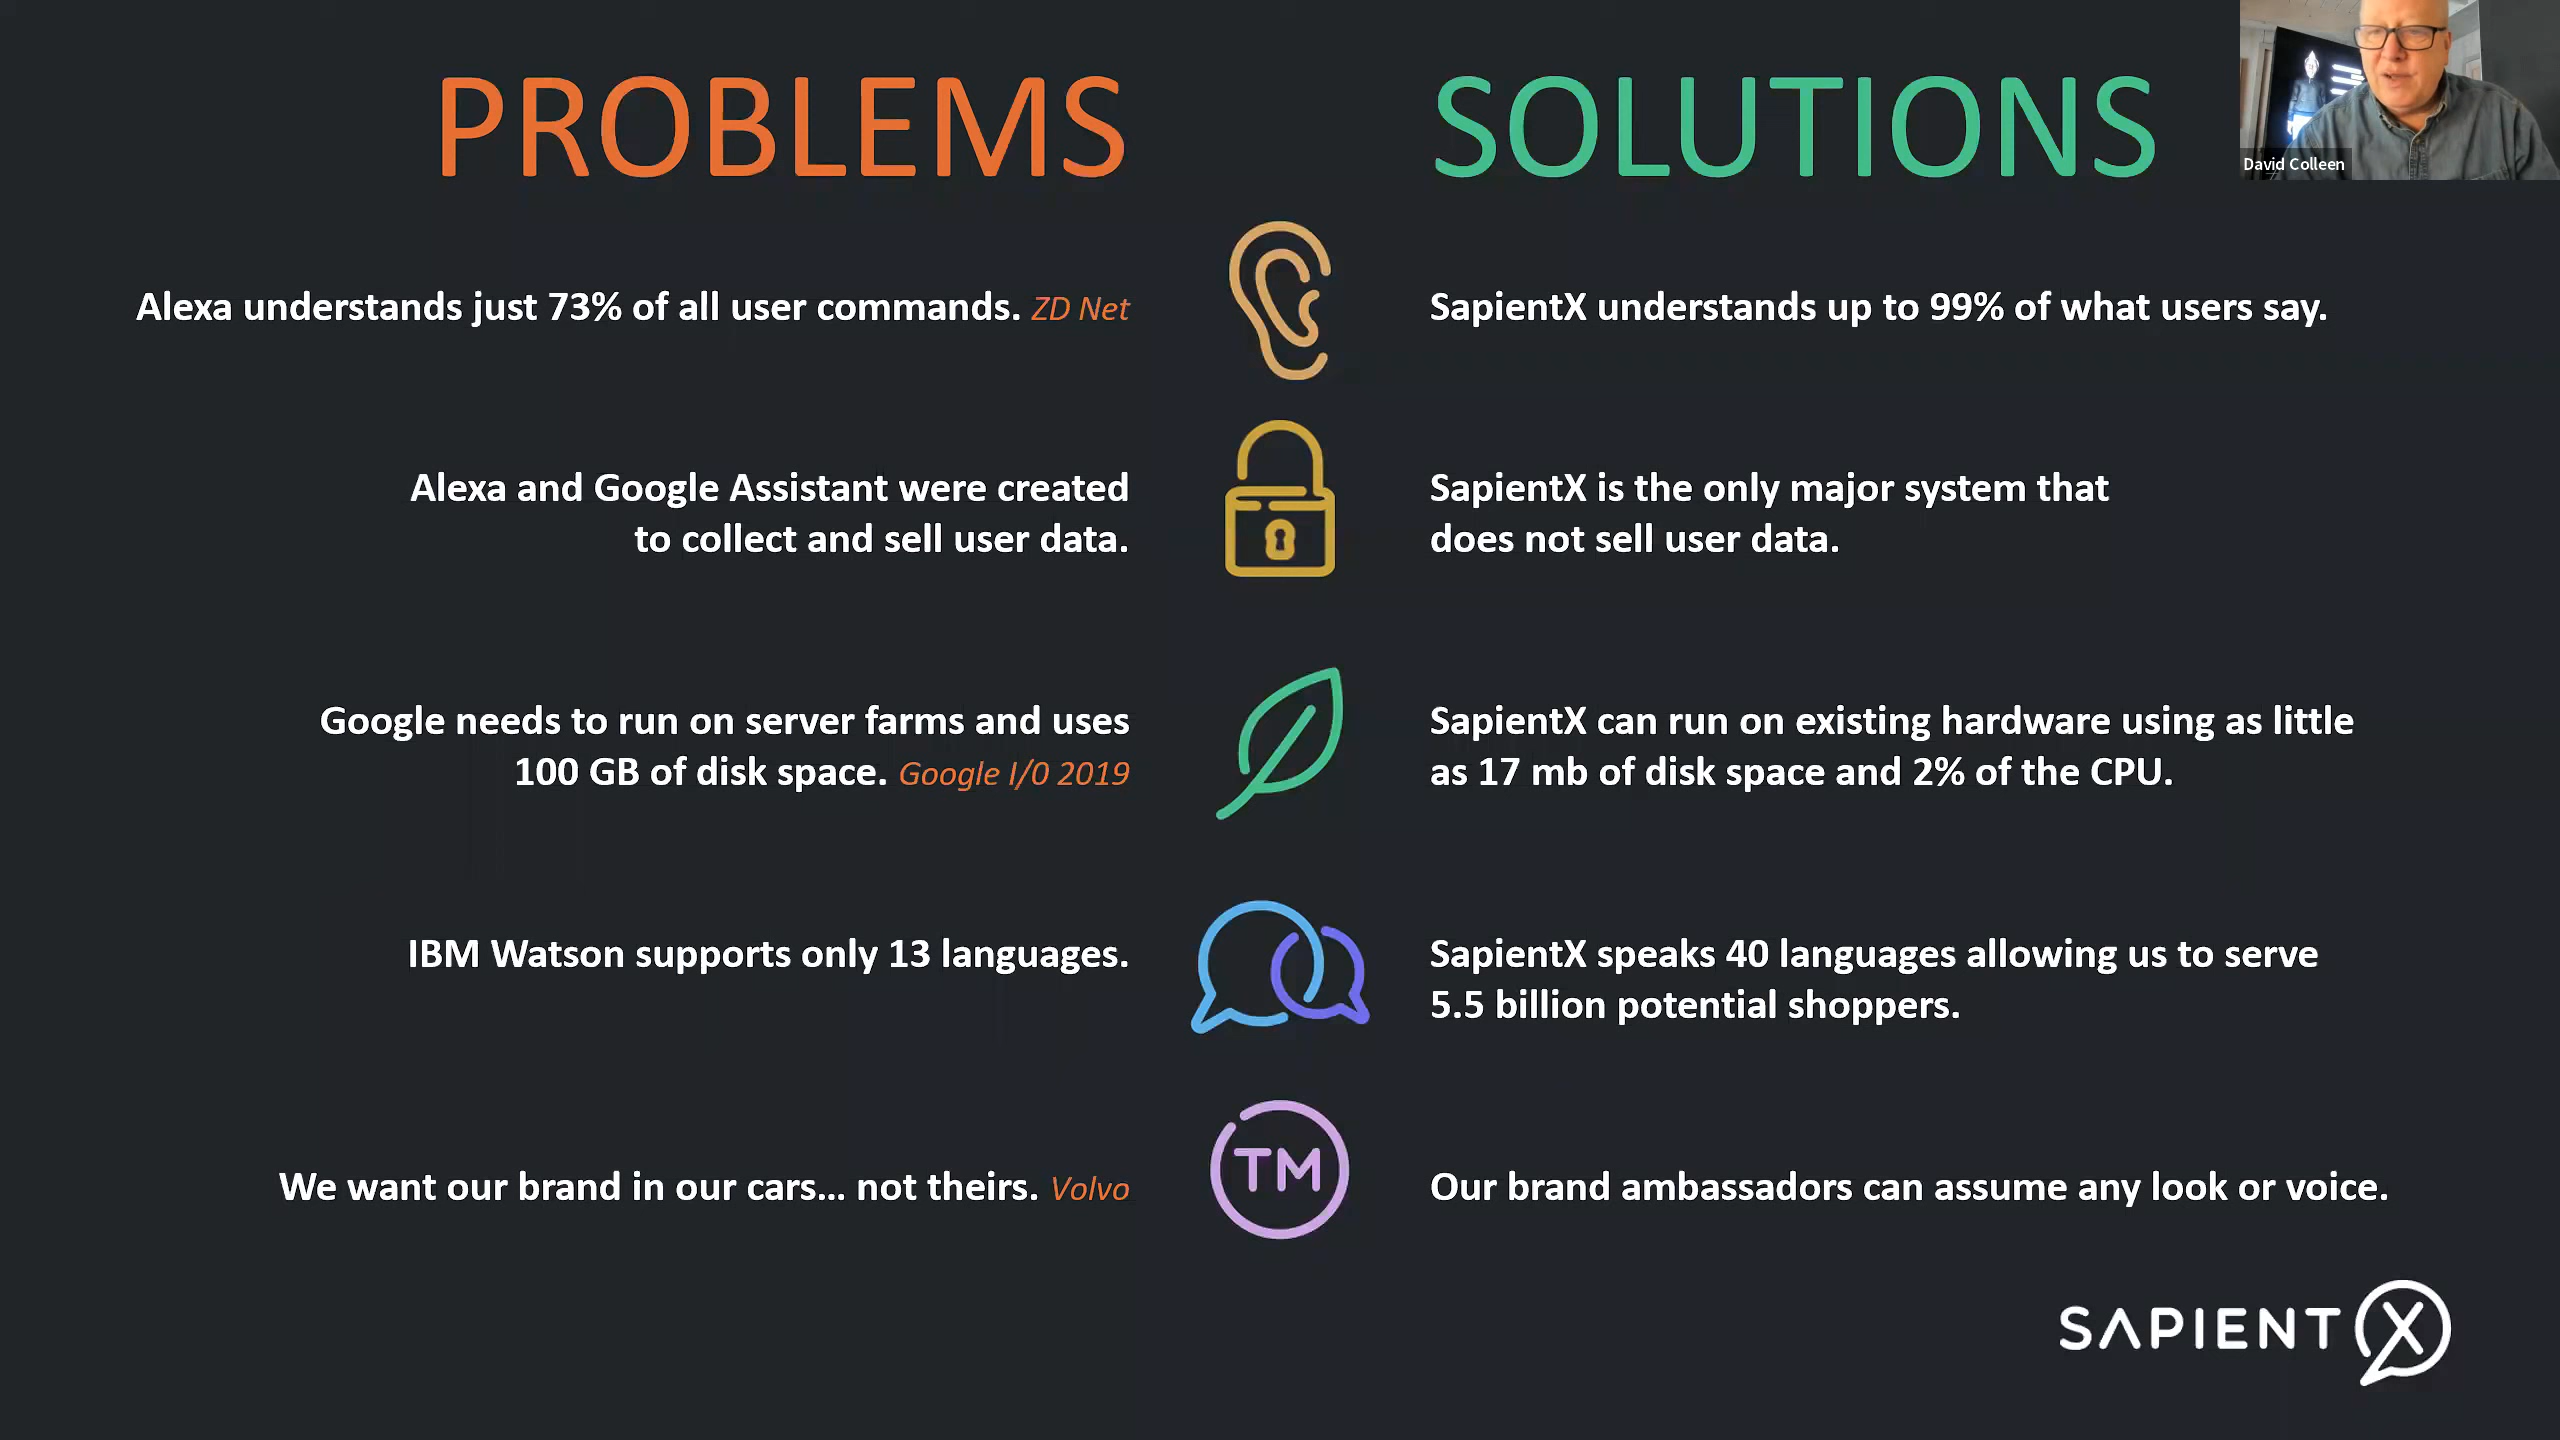 PROBLEMS
SOLUTIONS
David Colleen
Alexa understands just 73% of all user commands. ZD Net
SapientX understands up to 99% of what users say.
Alexa and Google Assistant were created
to collect and sell user data.
SapientX is the only major system that
does not sell user data.
Google needs to run on server farms and uses
100 GB of disk space. Google I/0 2019
SapientX can run on existing hardware using as little
as 17 mb of disk space and 2% of the CPU.
IBM Watson supports only 13 languages.
SapientX speaks 40 languages allowing us to serve
5.5 billion potential shoppers.
TM
We want our brand in our cars... not theirs. Volvo
Our brand ambassadors can assume any look or voice.
SAPIENT X